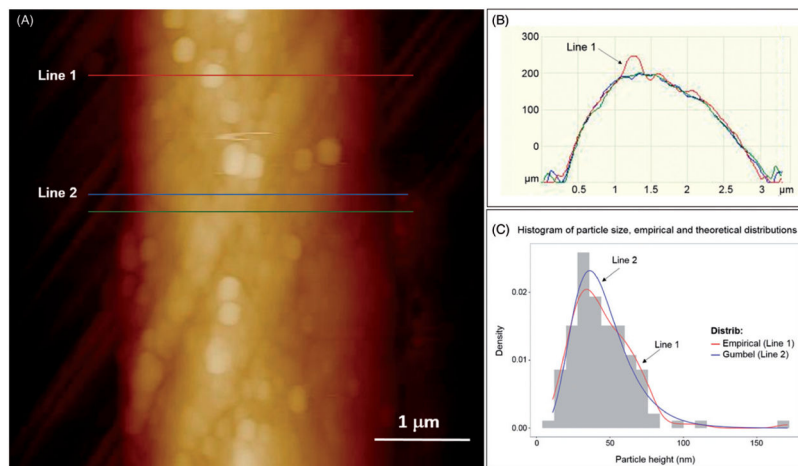 (A)
Line 1
Line 2
1 µm
(B)
300
Line 1
200
100
0
µm
0.5
1
1.5
2
2.5
3
µm
(C)
Histogram of particle size, empirical and theoretical distributions
Line 2
0.02
Density
Line 1
Distrib:
Empirical (Line 1)
Gumbel (Line 2)
0.01
0.00
0
50
100
150
Particle height (nm)